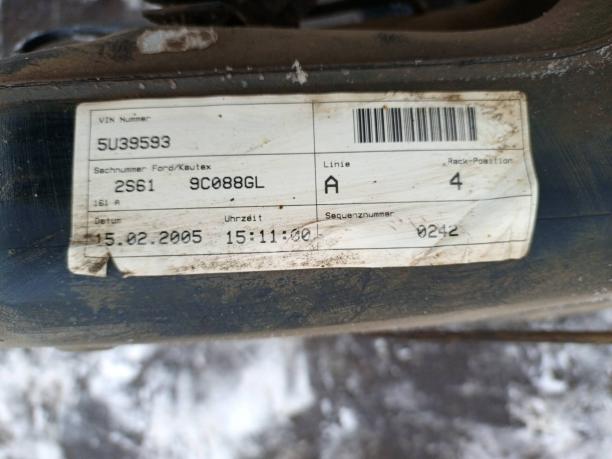 VIN Nummer
5U39593
Sachnummer Ford/Kautex
2S61 9C088GL
161 A
Linie
A
Rack-Position
4
Datum
15.02.2005
Uhrzeit
15:11:00
Sequenznummer
0242